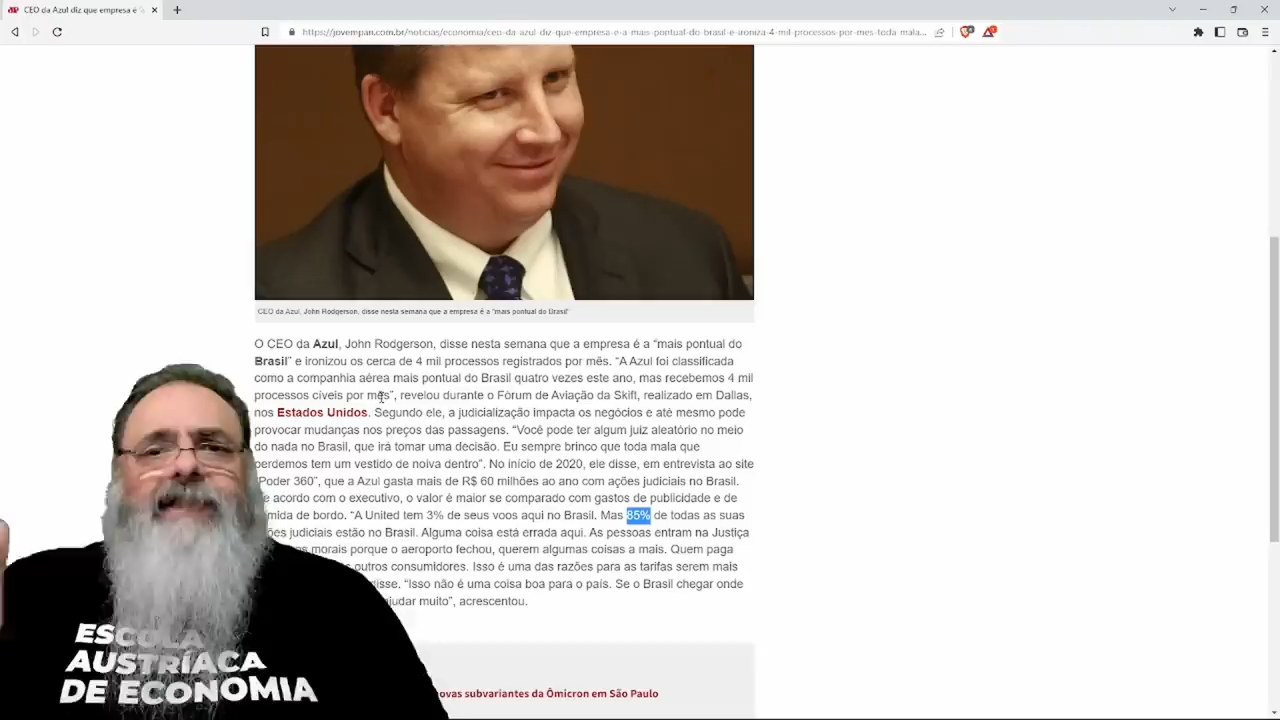 CEO da Azul diz que empresa é
https://jovempan.com.br/noticias/economia/ceo-da-azul-diz-que-empresa-e-a-mais-pontual-do-brasil-e-ironiza-4-mil-processos-por-mes-toda-mala...
CEO da Azul, John Rodgerson, disse nesta semana que a empresa é a "mais pontual do Brasil"
O CEO da Azul, John Rodgerson, disse nesta semana que a empresa é a “mais pontual do
Brasil” e ironizou os cerca de 4 mil processos registrados por mês. “A Azul foi classificada
como a companhia aérea mais pontual do Brasil quatro vezes este ano, mas recebemos 4 mil
processos cíveis por mês”, revelou durante o Fórum de Aviação da Skift, realizado em Dallas,
nos Estados Unidos. Segundo ele, a judicialização impacta os negócios e até mesmo pode
provocar mudanças nos preços das passagens. “Você pode ter algum juiz aleatório no meio
do nada no Brasil, que irá tomar uma decisão. Eu sempre brinco que toda mala que
perdemos tem um vestido de noiva dentro”. No início de 2020, ele disse, em entrevista ao site
“Poder 360”, que a Azul gasta mais de R$ 60 milhões ao ano com ações judiciais no Brasil.
e acordo com o executivo, o valor é maior se comparado com gastos de publicidade e de
mida de bordo. “A United tem 3% de seus voos aqui no Brasil. Mas 85% de todas as suas
ões judiciais estão no Brasil. Alguma coisa está errada aqui. As pessoas entram na Justiça
os morais porque o aeroporto fechou, querem algumas coisas a mais. Quem paga
outros consumidores. Isso é uma das razões para as tarifas serem mais
disse. “Isso não é uma coisa boa para o país. Se o Brasil chegar onde
ajudar muito”, acrescentou.
ovas subvariantes da Ômicron em São Paulo
ESCOLA
AUSTRÍACA
DE ECONOMIA